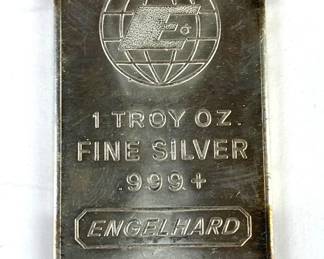 E
1 TROY OZ.
FINE SILVER
.999+
ENGELHARD